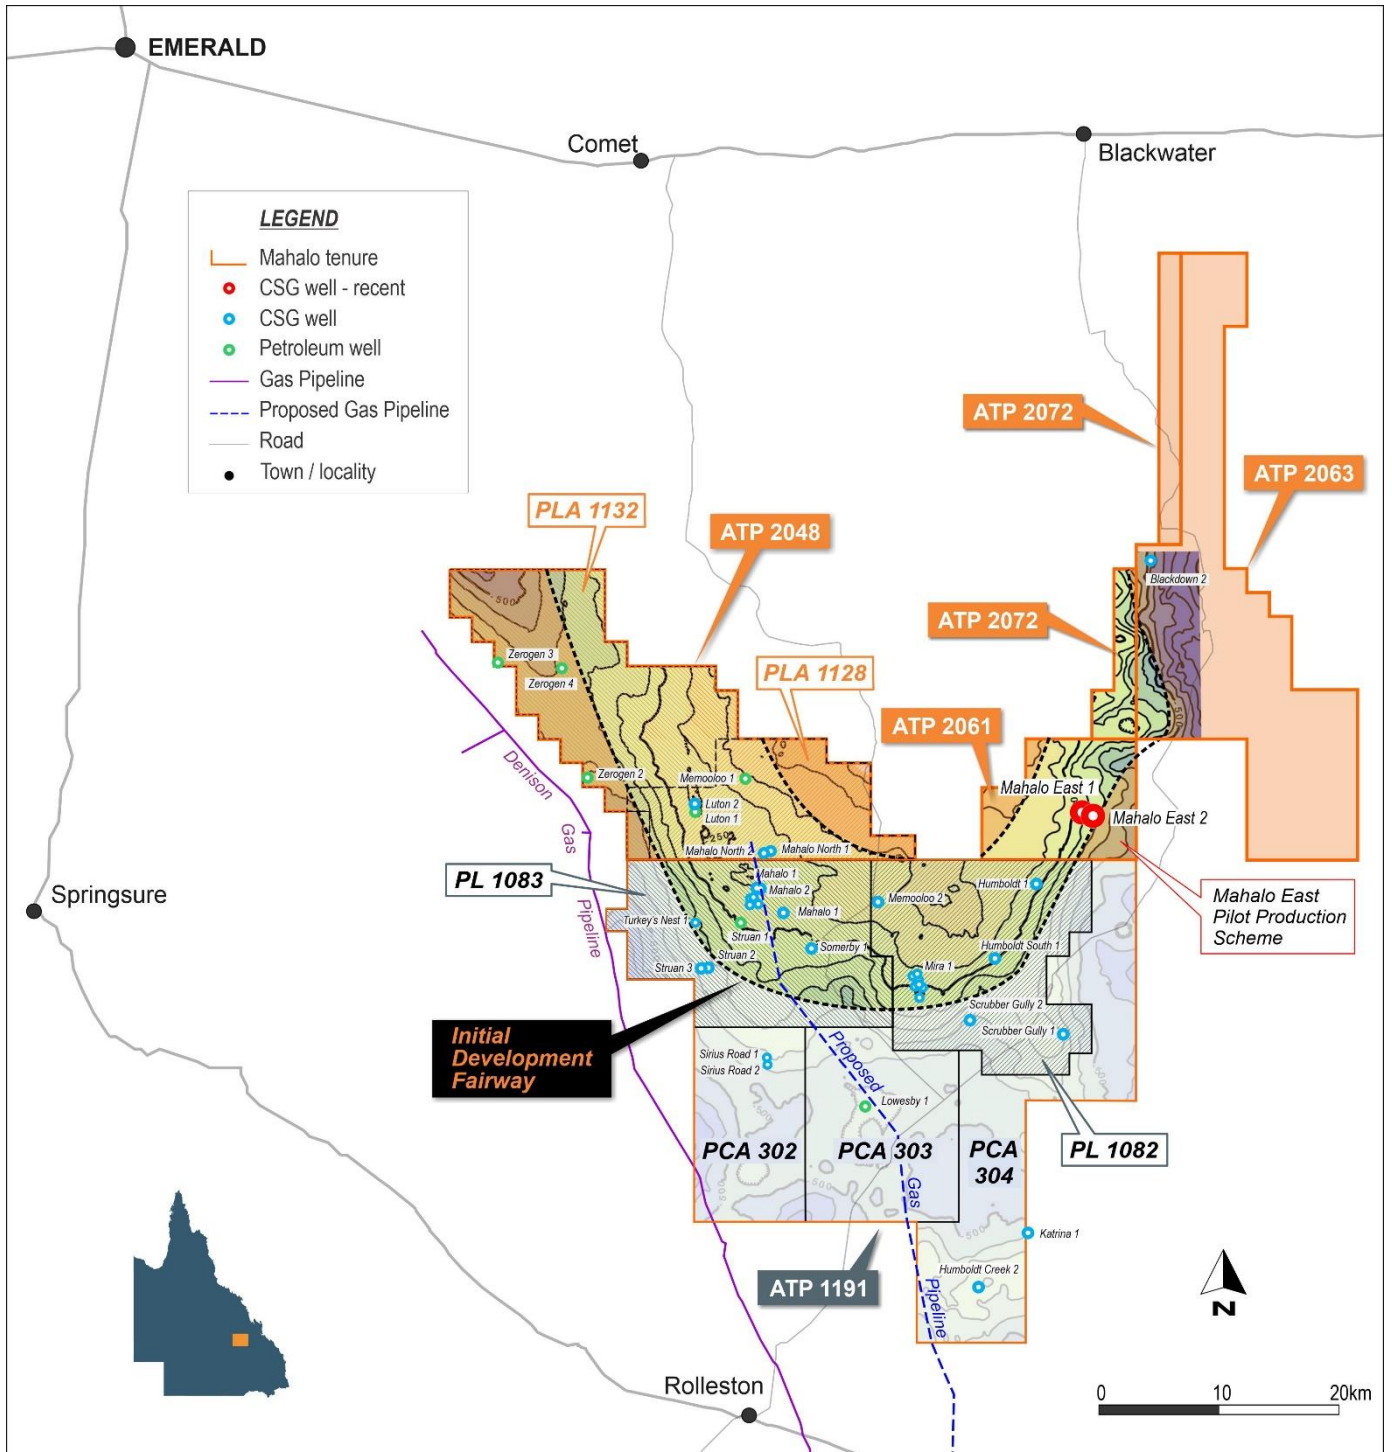 EMERALD
Comet
Blackwater
LEGEND
Mahalo tenure
CSG well - recent
CSG well
Petroleum well
Gas Pipeline
Proposed Gas Pipeline
Road
Town / locality
ATP 2072
ATP 2063
PLA 1132
ATP 2048
Blackdown 2
500
ATP 2072
Zerogen 3
Zerogen 4
PLA 1128
ATP 2061
500
Denison
Gas
Pipeline
Zerogen 2
Memooloo 1
Mahalo East 1
Mahalo East 2
Luton 2
Luton 1
250
Mahalo North 2
Mahalo North 1
PL 1083
Mahalo 1
Mahalo 2
Mahalo 1
Memooloo 2
Humboldt 1
Springsure
Mahalo East
Pilot Production
Scheme
Turkey's Nest 1
Struan 1
Somerby 1
Humboldt South 1
Struan 3
Struan 2
Mira 1
Scrubber Gully 2
Scrubber Gully 1
Initial
Development
Fairway
Proposed
Gas
Pipeline
Sirius Road 1
Sirius Road 2
Lowesby 1
500
PCA 302
PCA 303
PCA
304
PL 1082
500
500
Katrina 1
ATP 1191
Humboldt Creek 2
N
Rolleston
0 10 20km